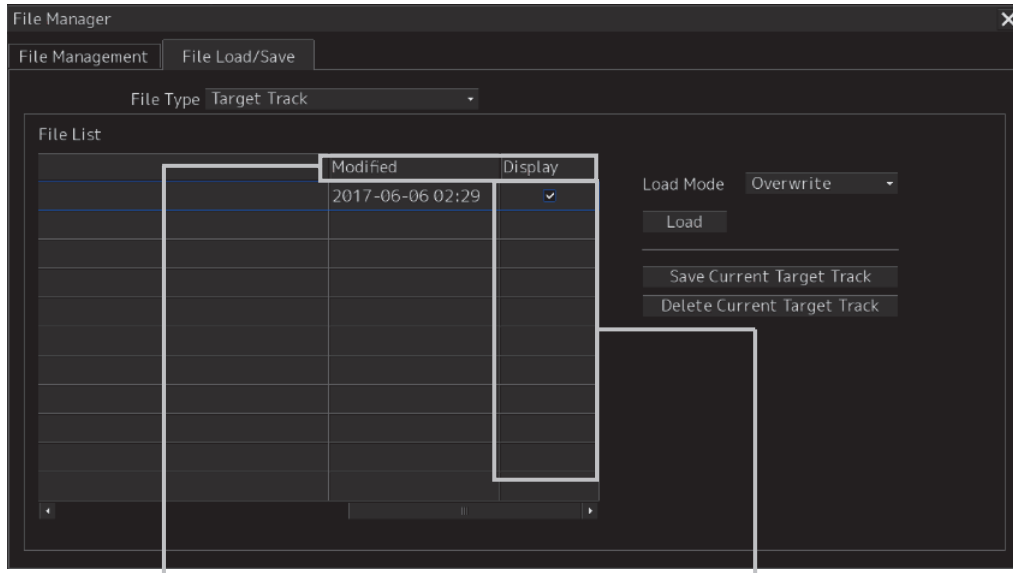 File Manager
File Management File Load/Save
File Type Target Track
File List
Modified Display
2017-06-06 02:29
Load Mode Overwrite
Load
Save Current Target Track
Delete Current Target Track